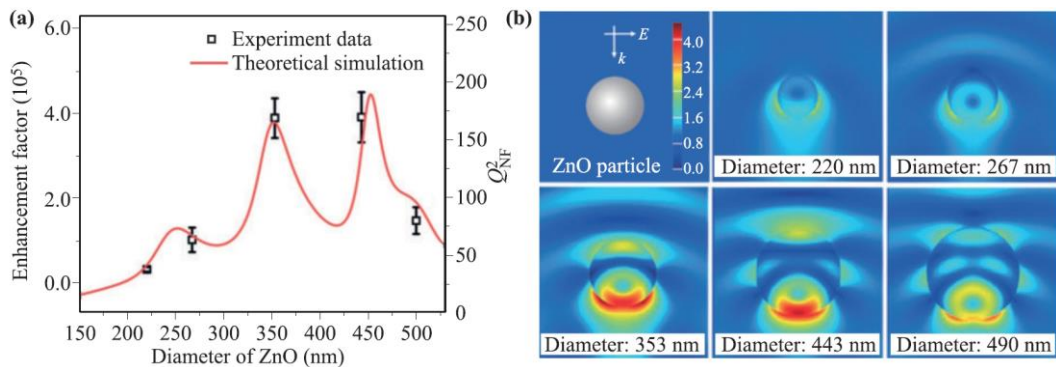 (a)
6.0
4.0
2.0
0.0
Enhancement factor (10⁵)
Experiment data
Theoretical simulation
250
200
150
100
50
0
Q²NF
150 200 250 300 350 400 450 500
Diameter of ZnO (nm)
(b)
E
k
4.0
3.2
2.4
1.6
0.8
0.0
ZnO particle
Diameter: 220 nm
Diameter: 267 nm
Diameter: 353 nm
Diameter: 443 nm
Diameter: 490 nm